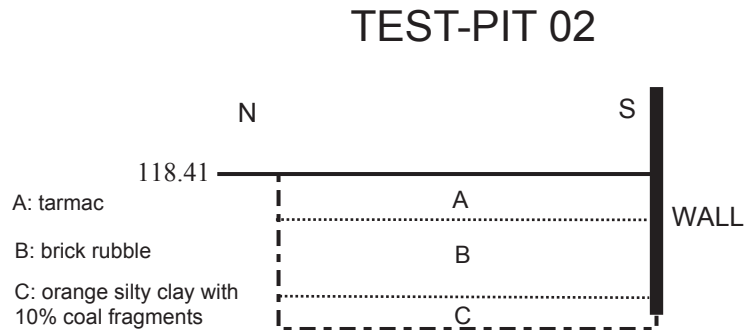 TEST-PIT 02
N
S
118.41
A: tarmac
A
WALL
B: brick rubble
B
C: orange silty clay with
10% coal fragments
C